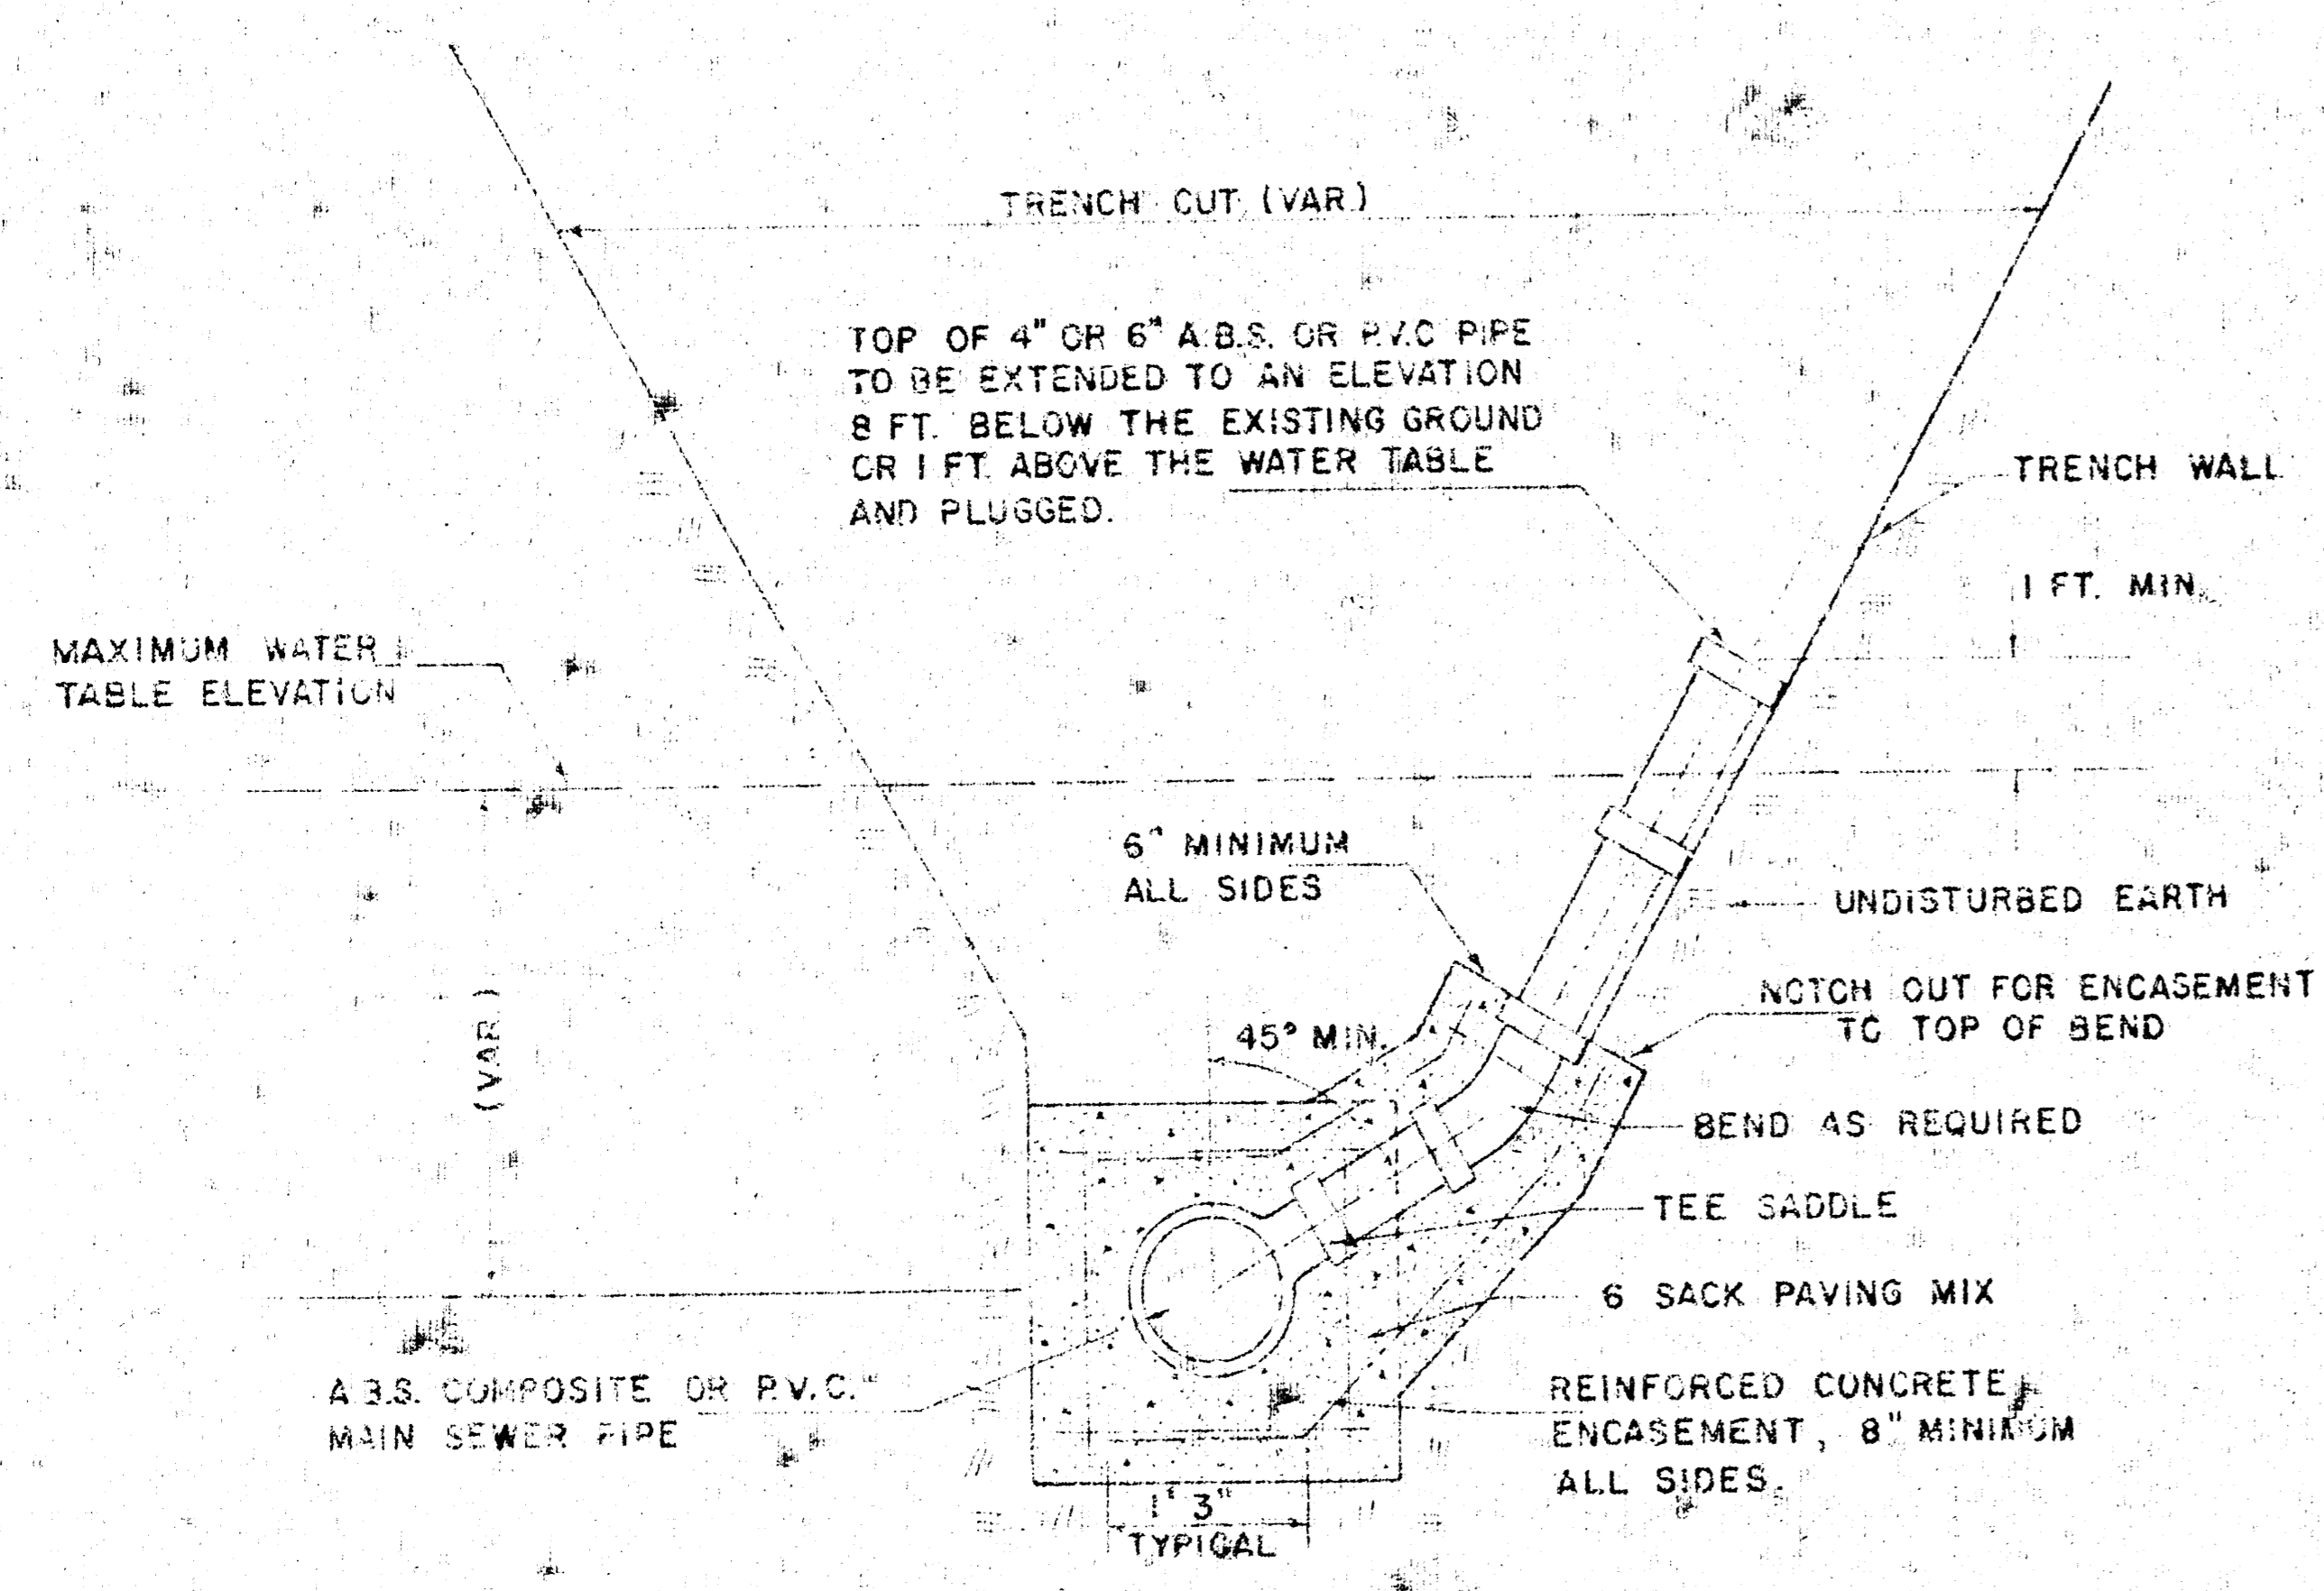 TRENCH CUT (VAR.)
TOP OF 4" OR 6" A.B.S. OR P.V.C PIPE
TO BE EXTENDED TO AN ELEVATION
8 FT. BELOW THE EXISTING GROUND
OR 1 FT. ABOVE THE WATER TABLE
AND PLUGGED.
TRENCH WALL
1 FT. MIN.
MAXIMUM WATER
TABLE ELEVATION
6" MINIMUM
ALL SIDES
UNDISTURBED EARTH
NOTCH OUT FOR ENCASEMENT
TO TOP OF BEND
45° MIN.
(VAR.)
BEND AS REQUIRED
TEE SADDLE
6 SACK PAVING MIX
A.B.S. COMPOSITE OR P.V.C.
MAIN SEWER PIPE
REINFORCED CONCRETE
ENCASEMENT, 8" MINIMUM
ALL SIDES.
1' 3"
TYPICAL